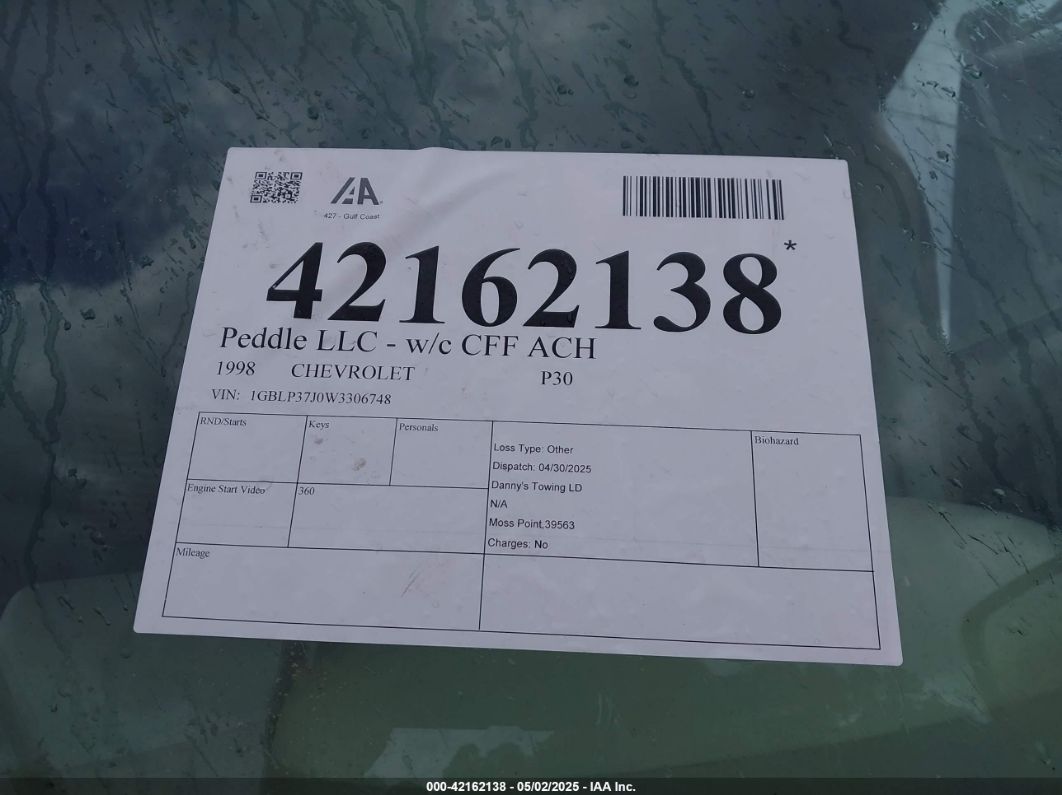 IAA
427 - Gulf Coast
42162138*
Peddle LLC - w/c CFF ACH
1998 CHEVROLET P30
VIN: 1GBLP37J0W3306748
RND/Starts
Keys
Personals
Loss Type: Other
Dispatch: 04/30/2025
Danny's Towing LD
N/A
Moss Point,39563
Charges: No
Biohazard
Engine Start Video
360
Mileage
000-42162138 - 05/02/2025 - IAA Inc.